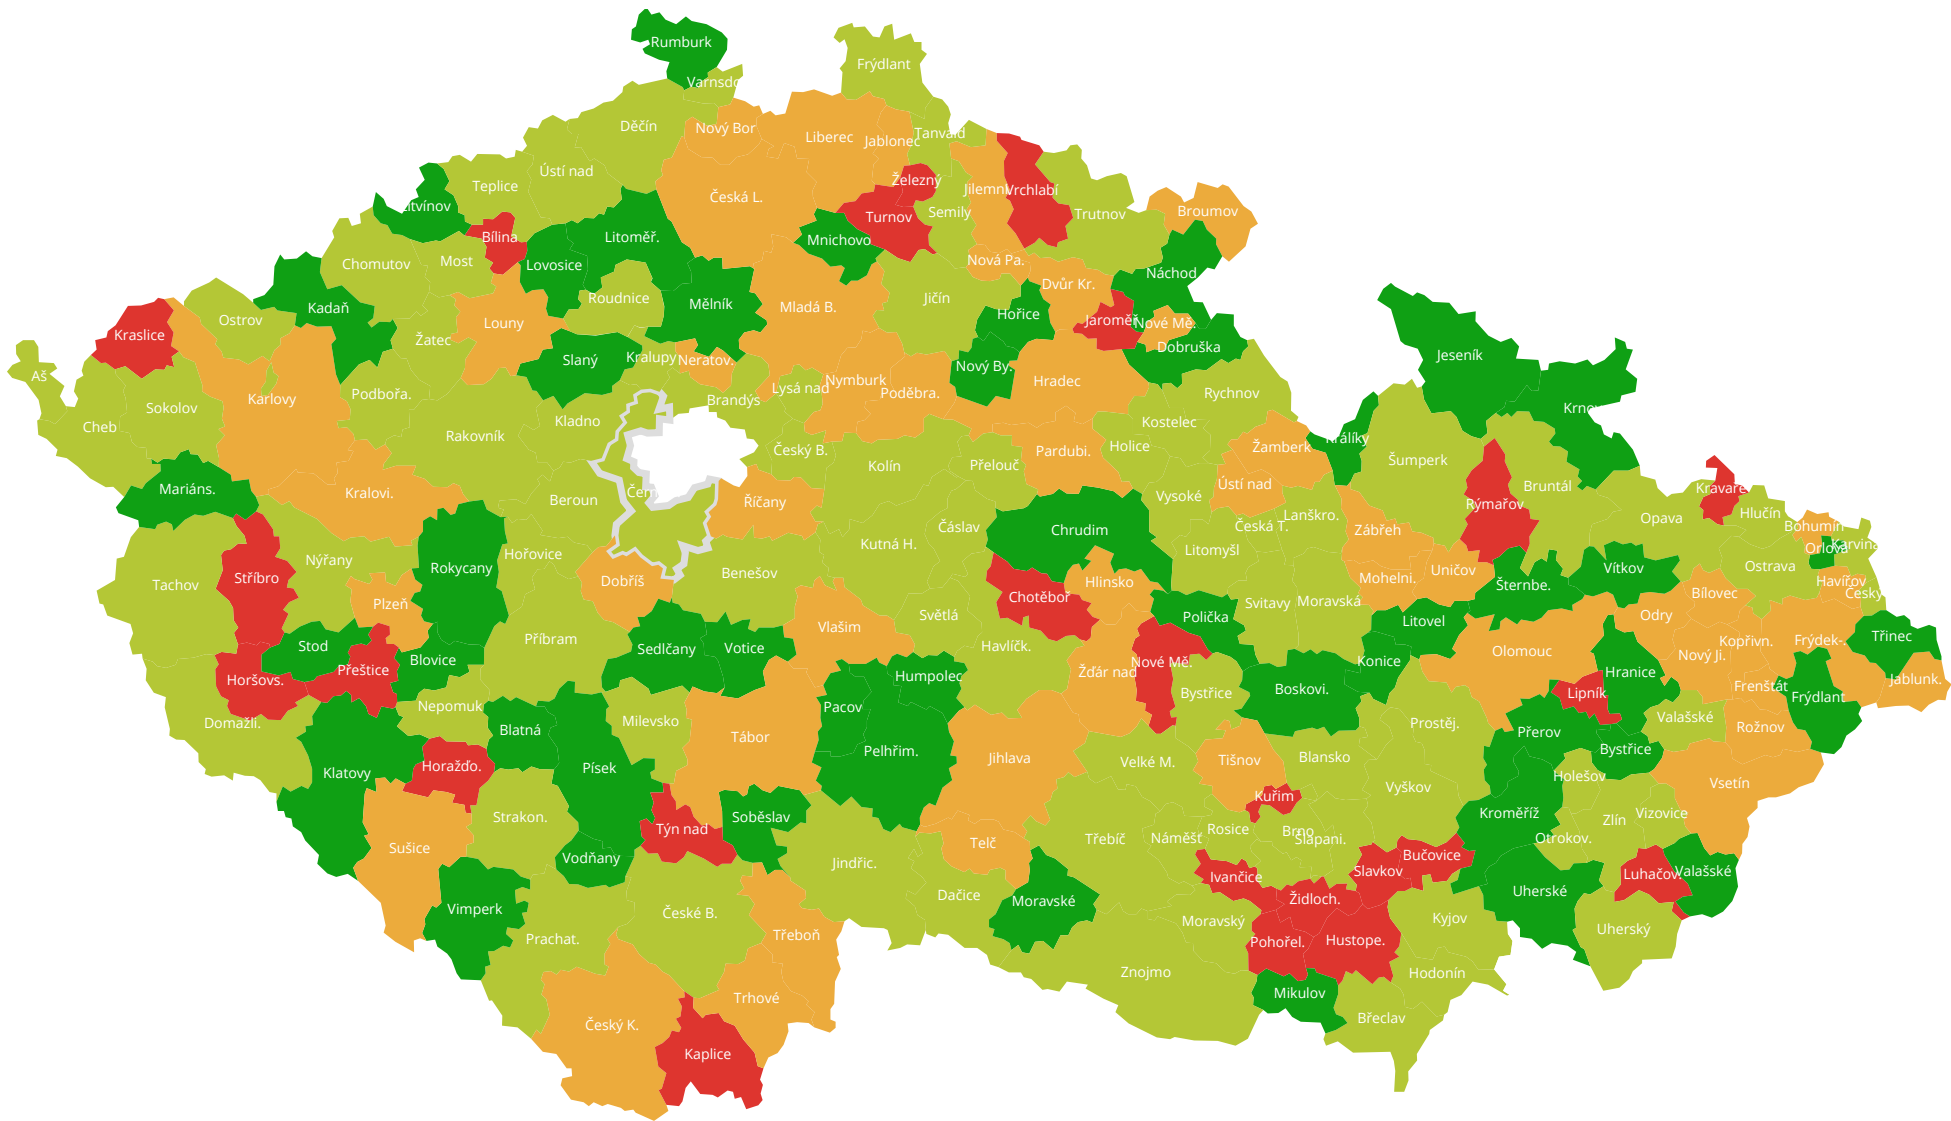 Rumburk
Frýdlant
Varnsdo
Děčín
Nový Bor
Liberec
Jablonec
Tanvald
Ústí nad
Teplice
Železný
Jilemni
Vrchlabí
Česká L.
Litvínov
Semily
Turnov
Trutnov
Broumov
Bílina
Litoměř.
Mnichovo
Chomutov
Most
Lovosice
Nová Pa.
Náchod
Kadaň
Roudnice
Mělník
Mladá B.
Jičín
Dvůr Kr.
Ostrov
Louny
Hořice
Jaroměř
Nové Mě.
Kraslice
Žatec
Slaný
Kralupy
Neratov.
Dobruška
Jeseník
Aš
Nový By.
Podbořa.
Lysá nad
Nymburk
Poděbra.
Hradec
Rychnov
Sokolov
Karlovy
Brandýs
Krno
Cheb
Rakovník
Kladno
Kostelec
Králíky
Český B.
Přelouč
Pardubi.
Holice
Žamberk
Šumperk
Kolín
Mariáns.
Kralovi.
Beroun
Čern
Říčany
Vysoké
Ústí nad
Bruntál
Kravaře
Rýmařov
Lanškro.
Opava
Hlučín
Čáslav
Chrudim
Česká T.
Zábřeh
Bohumín
Kutná H.
Litomyšl
Orlová
Karviná
Nýřany
Hořovice
Rokycany
Benešov
Mohelni.
Uničov
Vítkov
Ostrava
Tachov
Stříbro
Dobříš
Hlinsko
Šternbe.
Havířov
Český
Plzeň
Chotěboř
Svitavy
Moravská
Bílovec
Světlá
Polička
Litovel
Odry
Příbram
Vlašim
Stod
Sedlčany
Votice
Havlíčk.
Kopřivn.
Frýdek-.
Třinec
Blovice
Přeštice
Nové Mě.
Konice
Olomouc
Nový Ji.
Horšovs.
Humpolec
Žďár nad
Hranice
Boskovi.
Bystřice
Lipník
Frenštát
Frýdlant
Jablunk.
Nepomuk
Pacov
Domažli.
Milevsko
Blatná
Prostěj.
Valašské
Rožnov
Tábor
Pelhřim.
Přerov
Jihlava
Velké M.
Tišnov
Blansko
Bystřice
Klatovy
Horažďo.
Písek
Holešov
Vyškov
Vsetín
Kuřim
Strakon.
Soběslav
Kroměříž
Vizovice
Týn nad
Rosice
Brno
Šlapani.
Zlín
Telč
Třebíč
Náměšť
Otrokov.
Sušice
Vodňany
Jindřic.
Bučovice
Slavkov
Ivančice
Luhačov.
Valašské
Dačice
Moravské
Židloch.
Uherské
Vimperk
České B.
Moravský
Kyjov
Uherský
Třeboň
Prachat.
Pohořel.
Hustope.
Znojmo
Hodonín
Trhové
Mikulov
Český K.
Břeclav
Kaplice